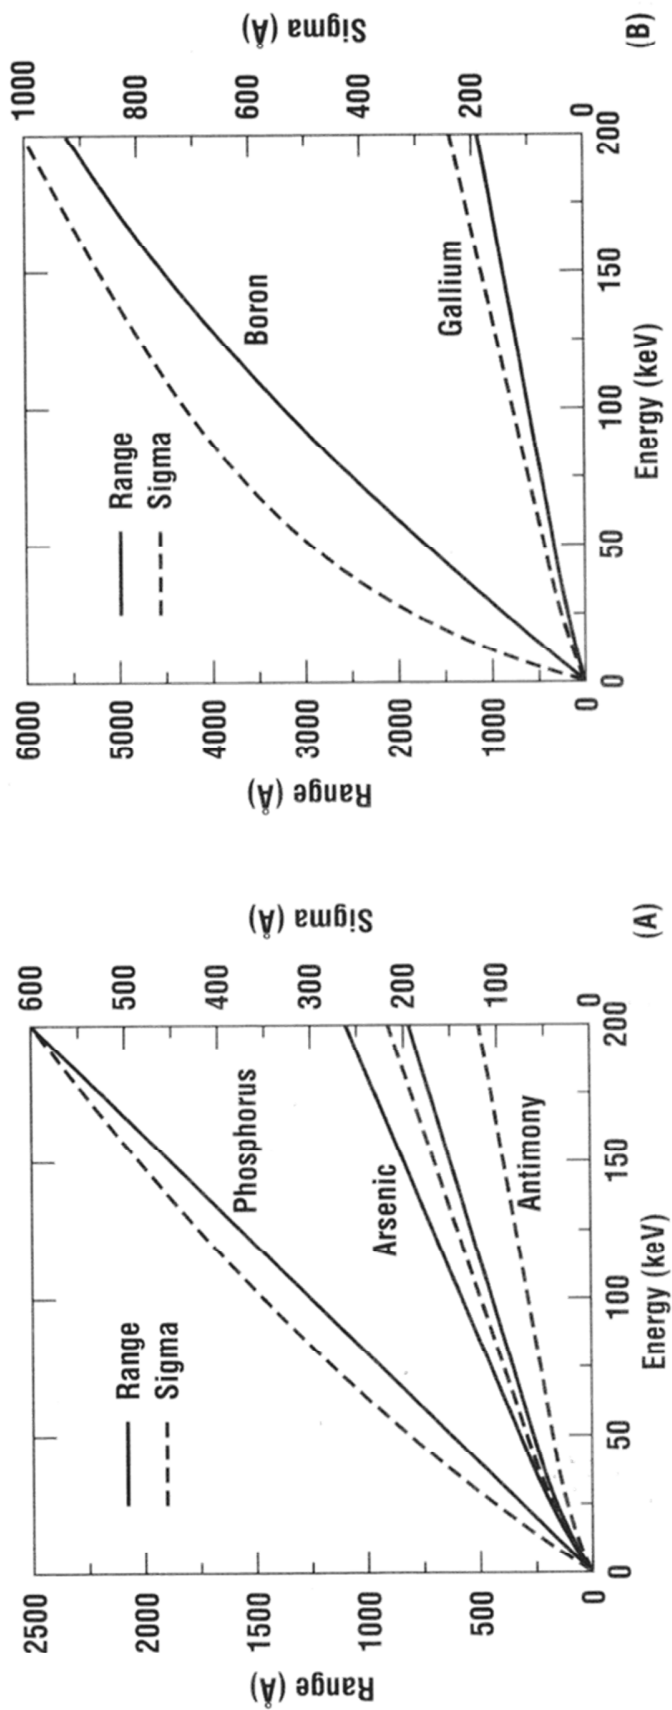 Range (Å)
2500
2000
1500
1000
500
0
Range
Sigma
Phosphorus
Arsenic
Antimony
0
50
100
150
200
Energy (keV)
600
500
400
300
200
100
0
Sigma (Å)
(A)
Range (Å)
6000
5000
4000
3000
2000
1000
0
Range
Sigma
Boron
Gallium
0
50
100
150
200
Energy (keV)
1000
800
600
400
200
0
Sigma (Å)
(B)